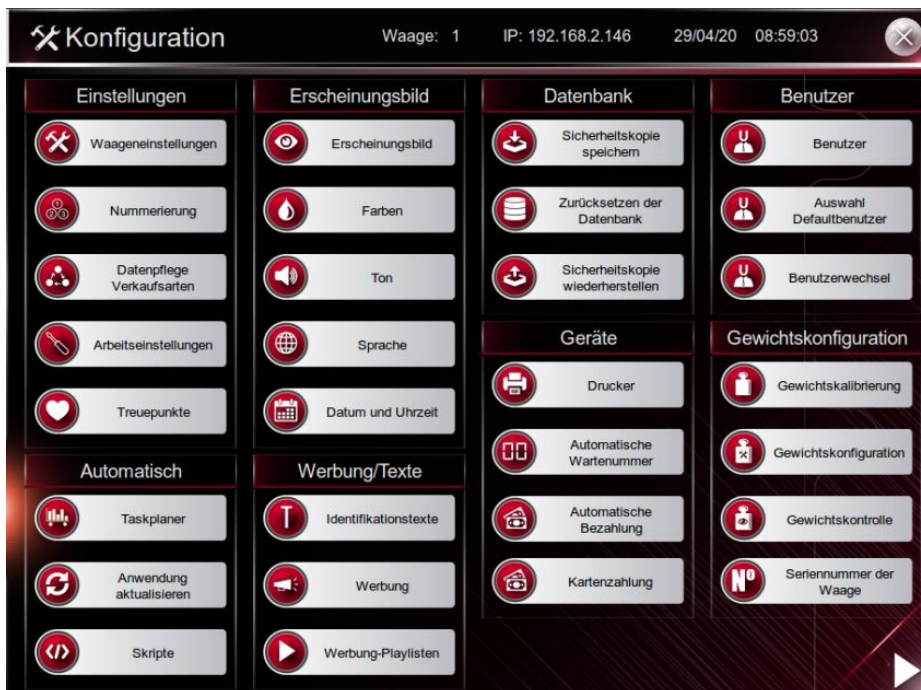 Konfiguration
Waage: 1
IP: 192.168.2.146
29/04/20 08:59:03
Einstellungen
Waageneinstellungen
Nummerierung
Datenpflege
Verkaufsarten
Arbeitseinstellungen
Treuepunkte
Automatisch
Taskplaner
Anwendung
aktualisieren
Skripte
Erscheinungsbild
Erscheinungsbild
Farben
Ton
Sprache
Datum und Uhrzeit
Werbung/Texte
T
Identifikationstexte
Werbung
Werbung-Playlisten
Datenbank
Sicherheitskopie
speichern
Zurücksetzen der
Datenbank
Sicherheitskopie
wiederherstellen
Geräte
Drucker
Automatische
Wartenummer
Automatische
Bezahlung
Kartenzahlung
Benutzer
Benutzer
Auswahl
Defaultbenutzer
Benutzerwechsel
Gewichtskonfiguration
Gewichtskalibrierung
Gewichtskonfiguration
Gewichtskontrolle
Nº
Seriennummer der
Waage